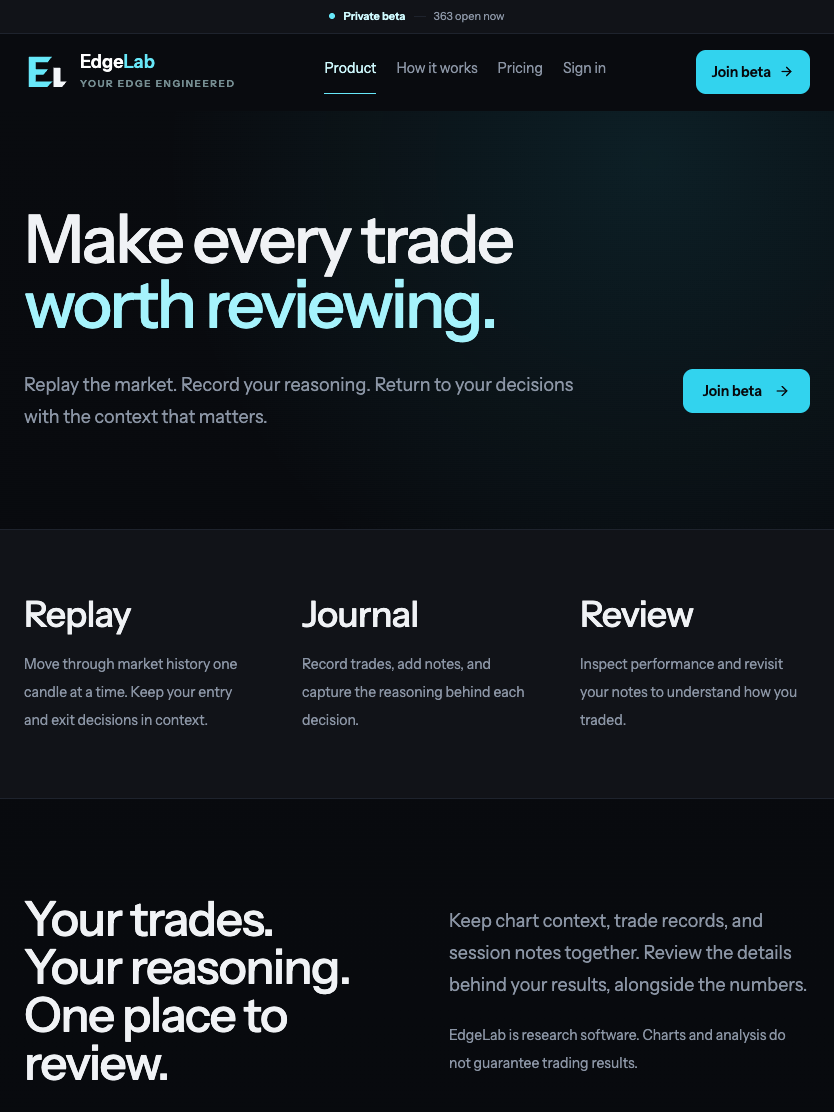 Private beta — 363 open now
EL
EdgeLab
YOUR EDGE ENGINEERED
Product How it works Pricing Sign in
Join beta →
Make every trade
worth reviewing.
Replay the market. Record your reasoning. Return to your decisions
with the context that matters.
Join beta →
Replay
Move through market history one
candle at a time. Keep your entry
and exit decisions in context.
Journal
Record trades, add notes, and
capture the reasoning behind each
decision.
Review
Inspect performance and revisit
your notes to understand how you
traded.
Your trades.
Your reasoning.
One place to
review.
Keep chart context, trade records, and
session notes together. Review the details
behind your results, alongside the numbers.
EdgeLab is research software. Charts and analysis do
not guarantee trading results.